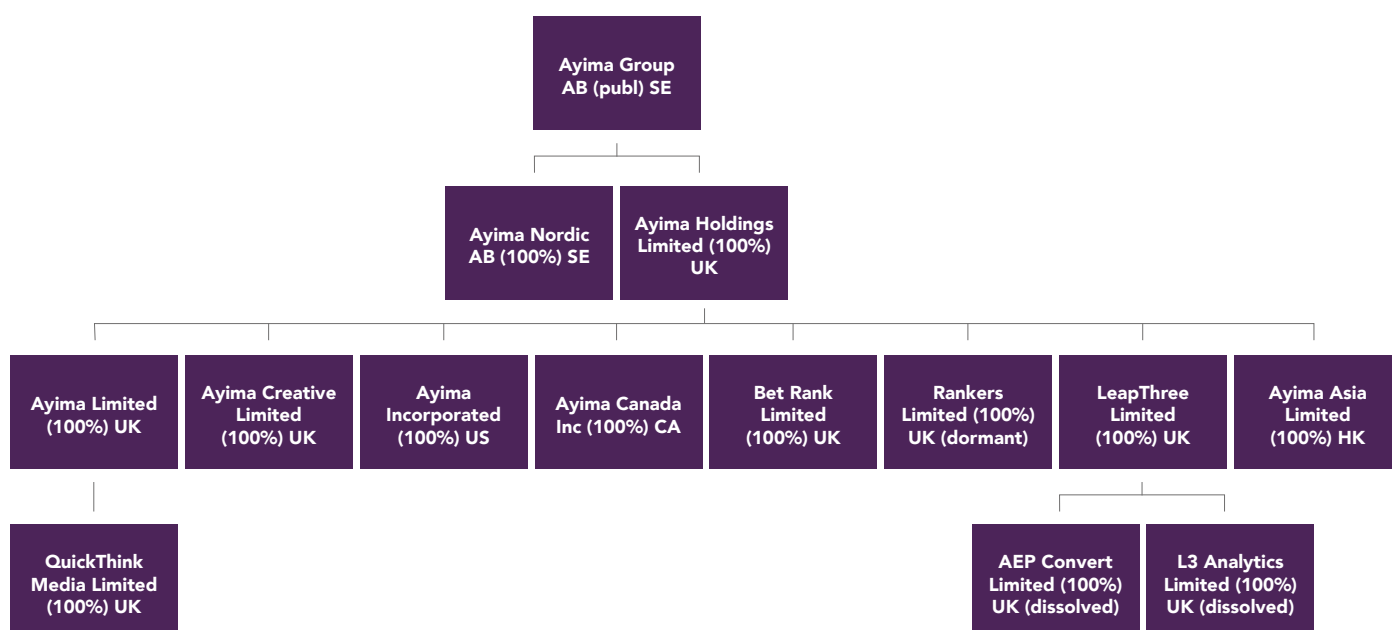 Ayima Group
AB (publ) SE
Ayima Nordic
AB (100%) SE
Ayima Holdings
Limited (100%)
UK
Ayima Limited
(100%) UK
Ayima Creative
Limited
(100%) UK
Ayima
Incorporated
(100%) US
Ayima Canada
Inc (100%) CA
Bet Rank
Limited
(100%) UK
Rankers
Limited (100%)
UK (dormant)
LeapThree
Limited
(100%) UK
Ayima Asia
Limited
(100%) HK
QuickThink
Media Limited
(100%) UK
AEP Convert
Limited (100%)
UK (dissolved)
L3 Analytics
Limited (100%)
UK (dissolved)